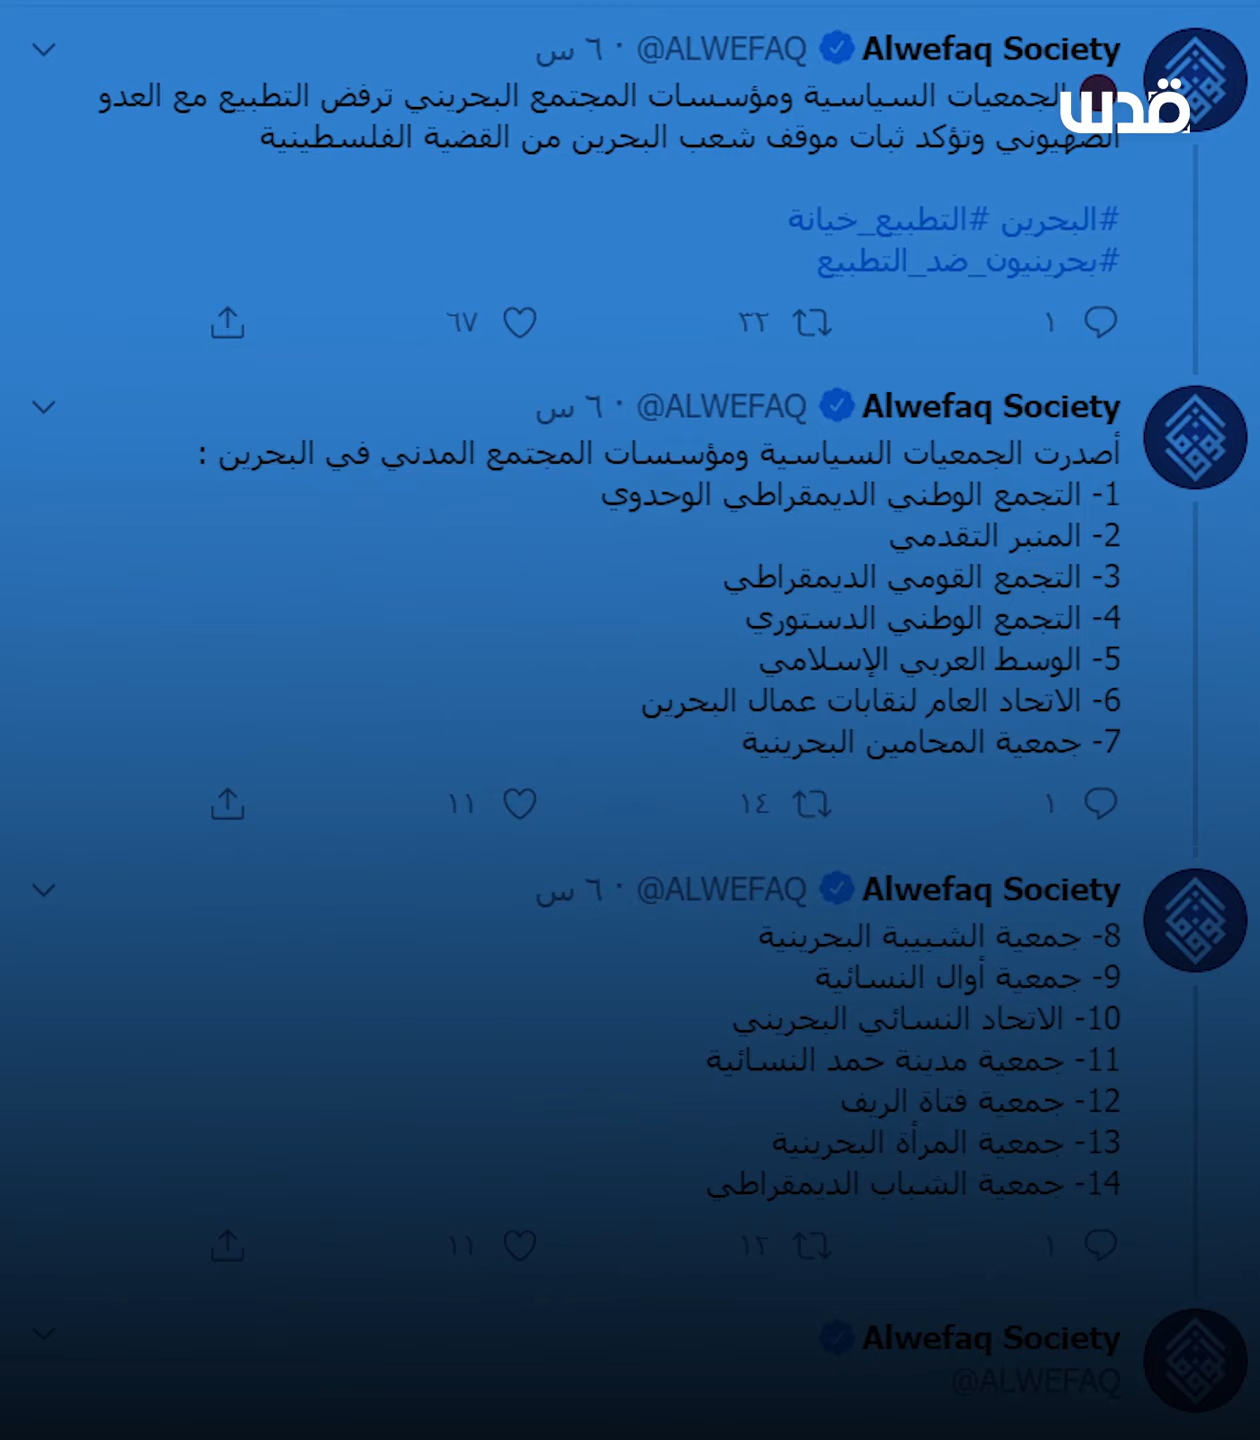 قدس
Alwefaq Society @ALWEFAQ · ٦ س
الجمعيات السياسية ومؤسسات المجتمع البحريني ترفض التطبيع مع العدو
الصهيوني وتؤكد ثبات موقف شعب البحرين من القضية الفلسطينية
#البحرين #التطبيع_خيانة
#بحرينيون_ضد_التطبيع
١ ٣٢ ٦٧
Alwefaq Society @ALWEFAQ · ٦ س
أصدرت الجمعيات السياسية ومؤسسات المجتمع المدني في البحرين :
1- التجمع الوطني الديمقراطي الوحدوي
2- المنبر التقدمي
3- التجمع القومي الديمقراطي
4- التجمع الوطني الدستوري
5- الوسط العربي الإسلامي
6- الاتحاد العام لنقابات عمال البحرين
7- جمعية المحامين البحرينية
١ ١٤ ١١
Alwefaq Society @ALWEFAQ · ٦ س
8- جمعية الشبيبة البحرينية
9- جمعية أوال النسائية
10- الاتحاد النسائي البحريني
11- جمعية مدينة حمد النسائية
12- جمعية فتاة الريف
13- جمعية المرأة البحرينية
14- جمعية الشباب الديمقراطي
١ ١٢ ١١
Alwefaq Society
@ALWEFAQ